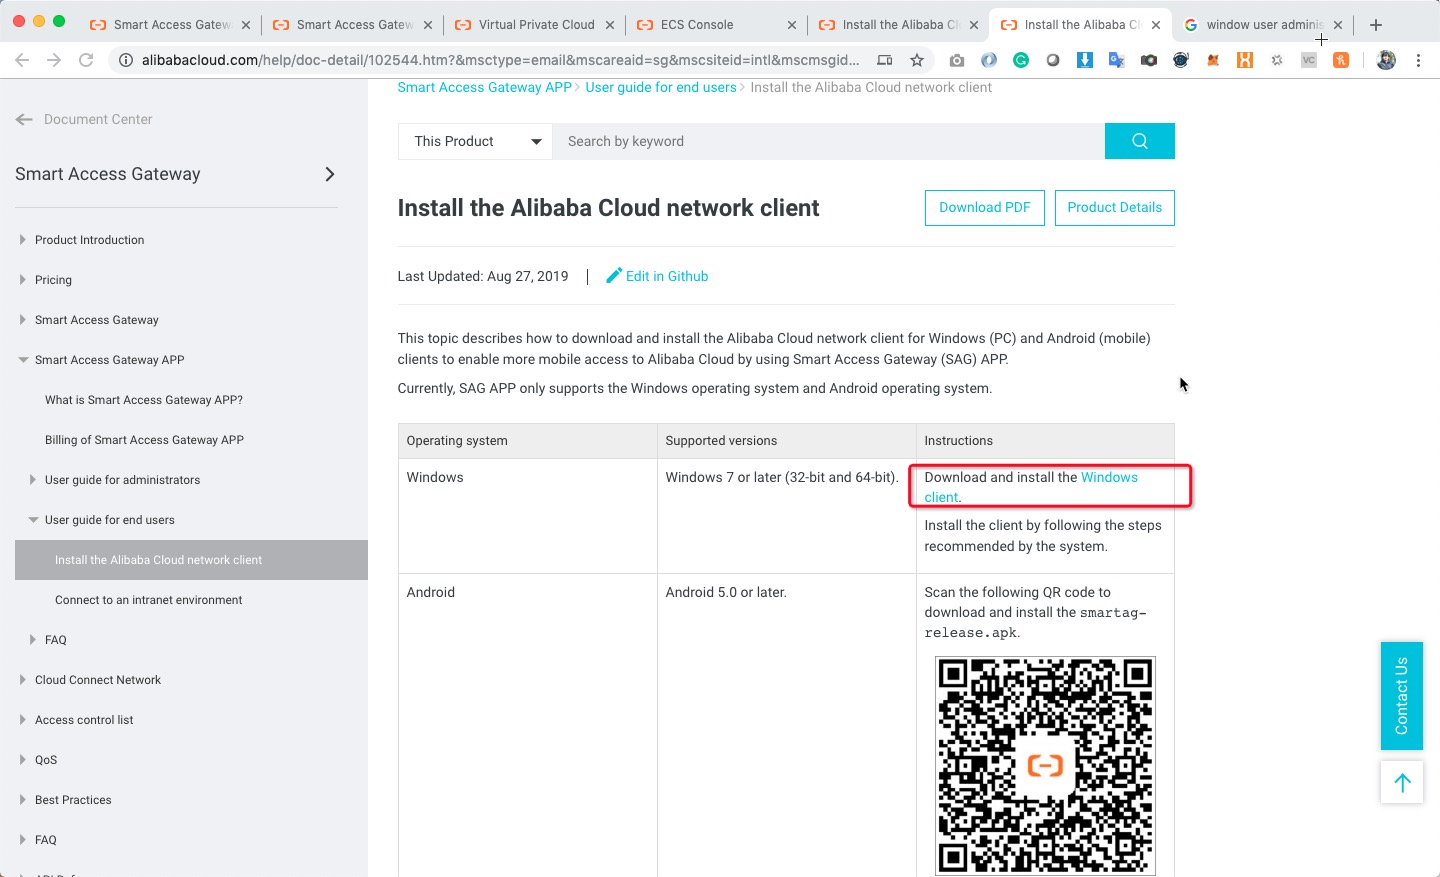 Smart Access Gatew
Smart Access Gatew
Virtual Private Cloud
ECS Console
Install the Alibaba Cl
Install the Alibaba Cl
window user adminis
alibabacloud.com/help/doc-detail/102544.htm?&msctype=email&mscareaid=sg&mscsiteid=intl&mscmsgid...
VC
Smart Access Gateway APP > User guide for end users > Install the Alibaba Cloud network client
Document Center
This Product
Search by keyword
Smart Access Gateway
Install the Alibaba Cloud network client
Download PDF
Product Details
Product Introduction
Pricing
Smart Access Gateway
Smart Access Gateway APP
What is Smart Access Gateway APP?
Billing of Smart Access Gateway APP
User guide for administrators
User guide for end users
Install the Alibaba Cloud network client
Connect to an intranet environment
FAQ
Cloud Connect Network
Access control list
QoS
Best Practices
FAQ
Last Updated: Aug 27, 2019
Edit in Github
This topic describes how to download and install the Alibaba Cloud network client for Windows (PC) and Android (mobile)
clients to enable more mobile access to Alibaba Cloud by using Smart Access Gateway (SAG) APP.
Currently, SAG APP only supports the Windows operating system and Android operating system.
Operating system
Supported versions
Instructions
Windows
Windows 7 or later (32-bit and 64-bit).
Download and install the Windows
client.
Install the client by following the steps
recommended by the system.
Android
Android 5.0 or later.
Scan the following QR code to
download and install the smartag-
release.apk.
Contact Us